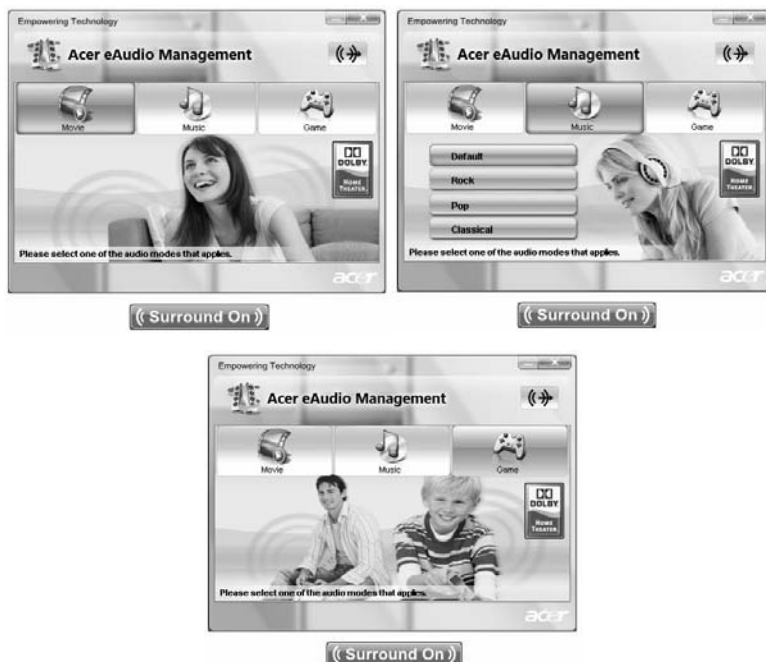 Empowering Technology
Acer eAudio Management
Movie
Music
Game
DOLBY
HOME THEATER
Please select one of the audio modes that apples.
acer
Surround On
Empowering Technology
Acer eAudio Management
Movie
Music
Game
Default
Rock
Pop
Classical
DOLBY
HOME THEATER
Please select one of the audio modes that apples.
acer
Surround On
Empowering Technology
Acer eAudio Management
Movie
Music
Game
DOLBY
HOME THEATER
Please select one of the audio modes that apples.
acer
Surround On